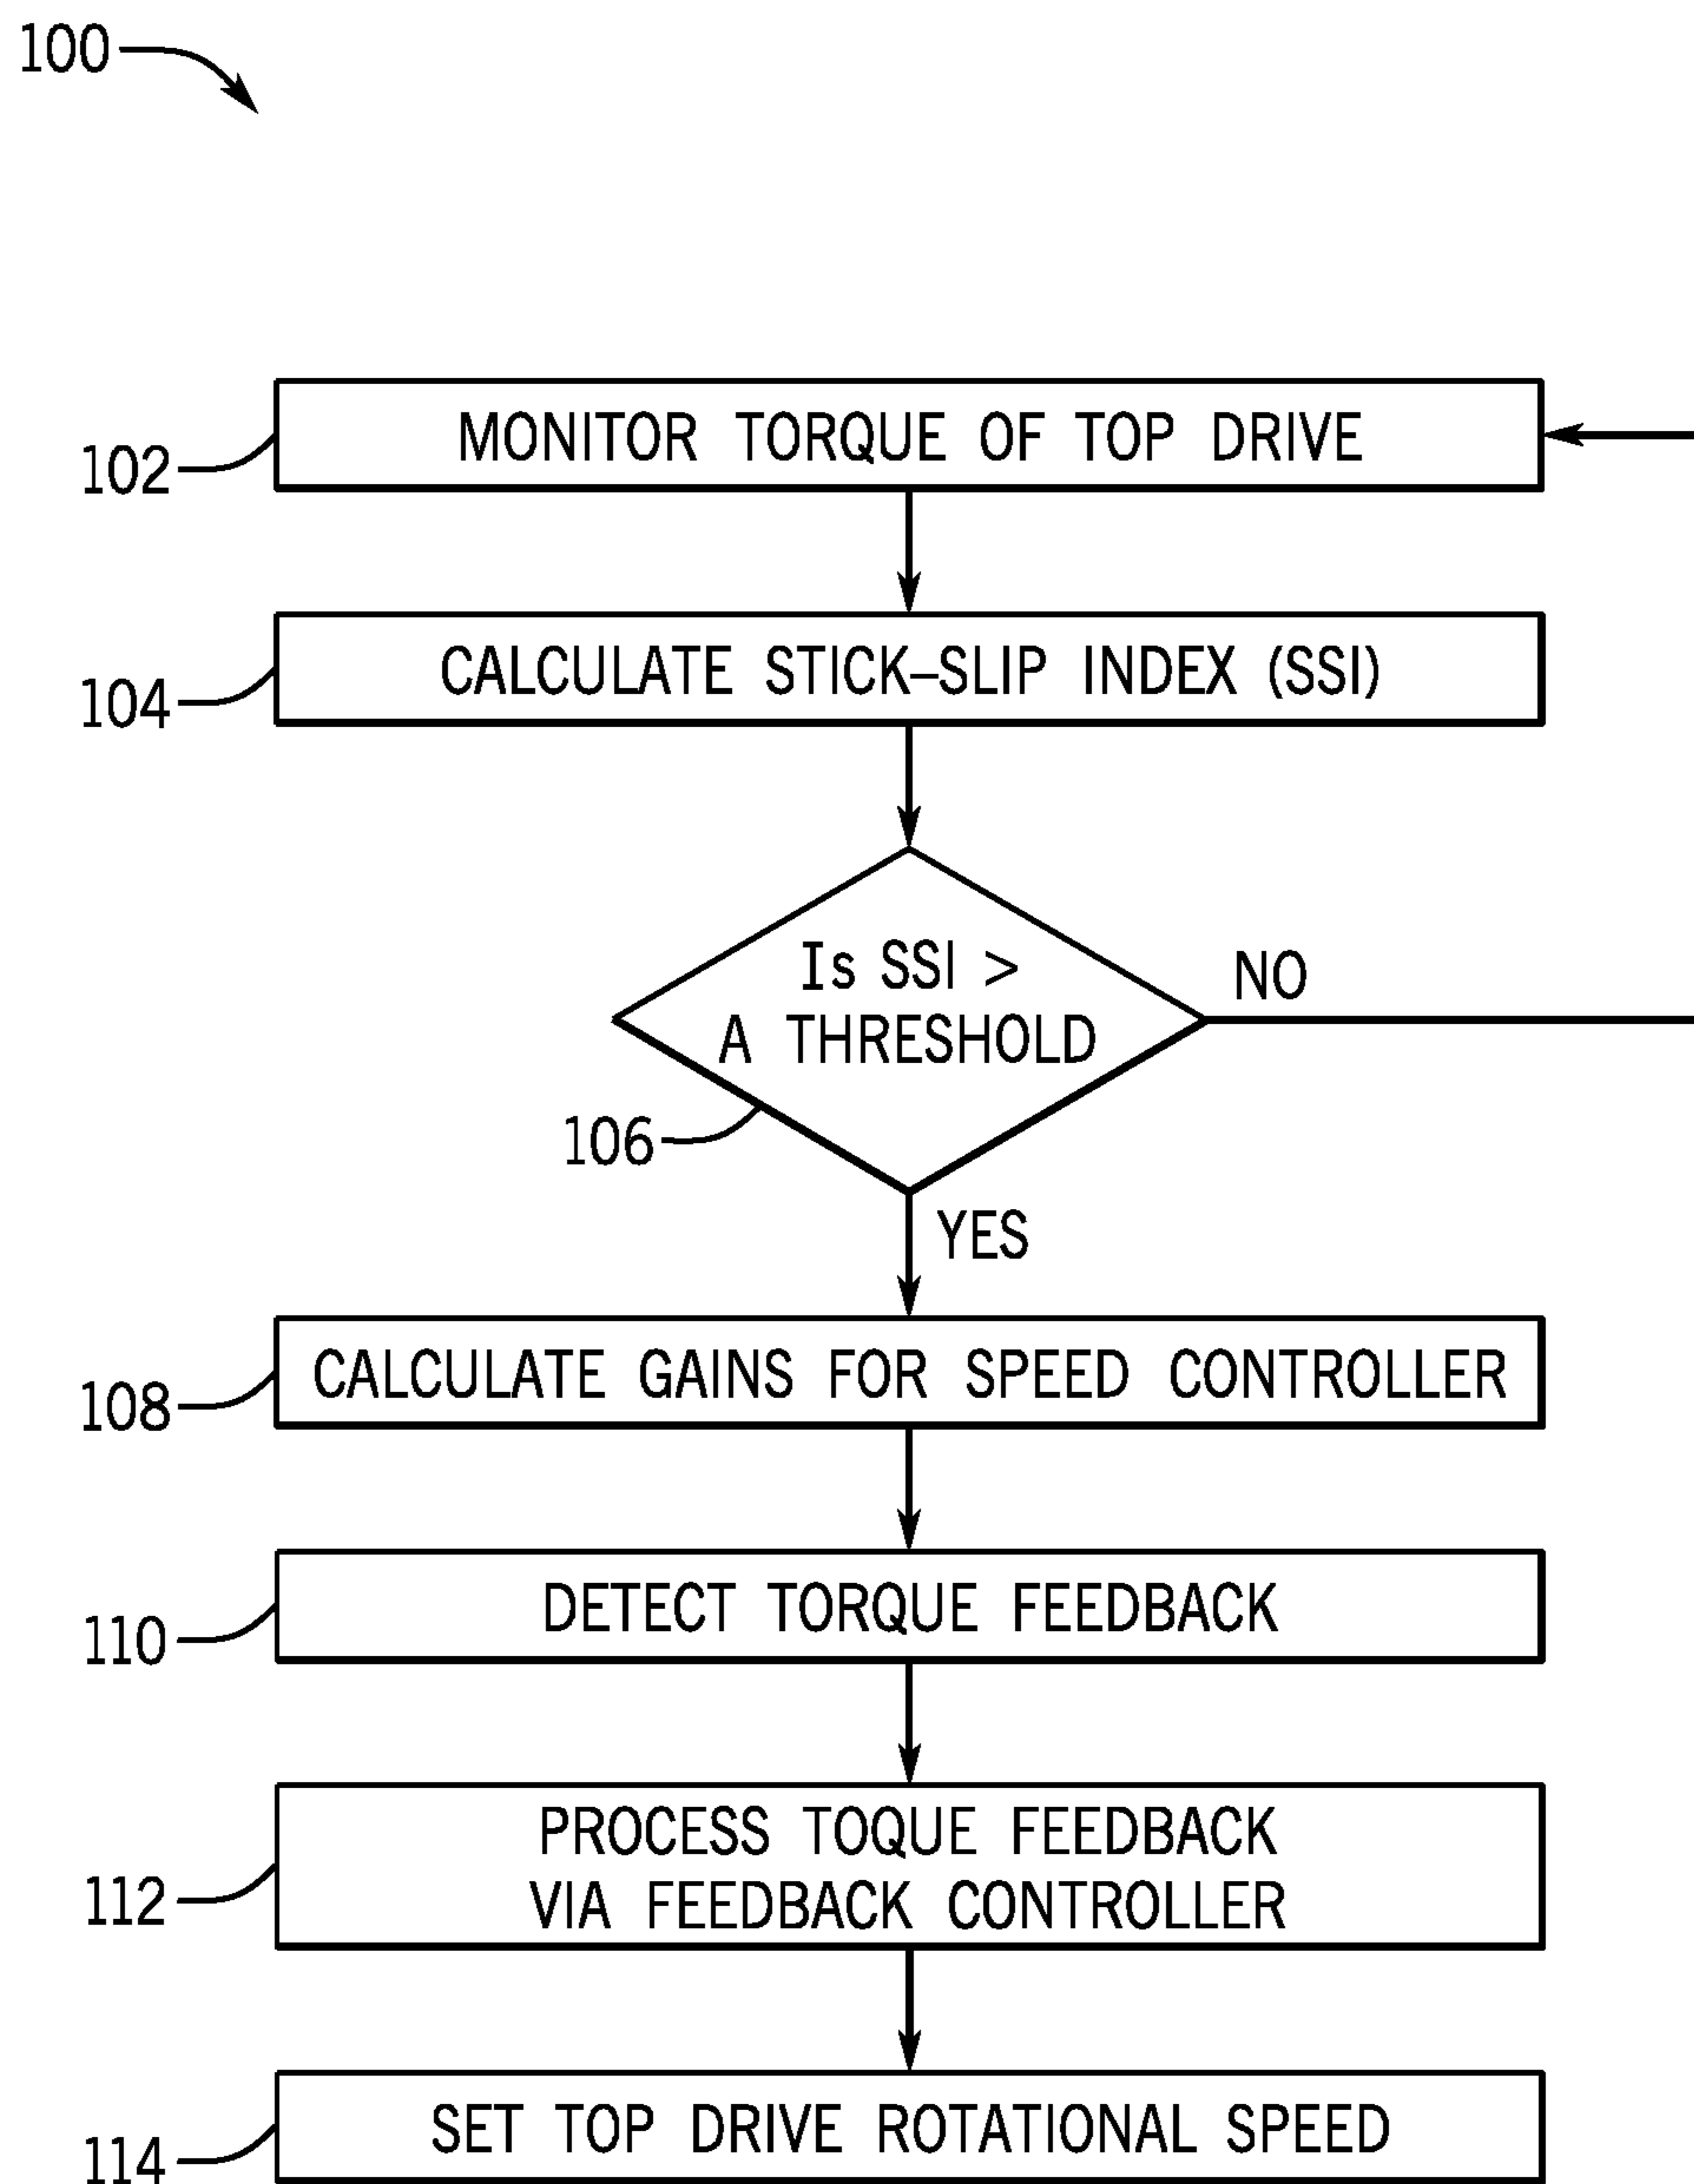 100
MONITOR TORQUE OF TOP DRIVE
102
CALCULATE STICK-SLIP INDEX (SSI)
104
Is SSI >
A THRESHOLD
NO
106
YES
CALCULATE GAINS FOR SPEED CONTROLLER
108
DETECT TORQUE FEEDBACK
110
PROCESS TOQUE FEEDBACK
VIA FEEDBACK CONTROLLER
112
SET TOP DRIVE ROTATIONAL SPEED
114